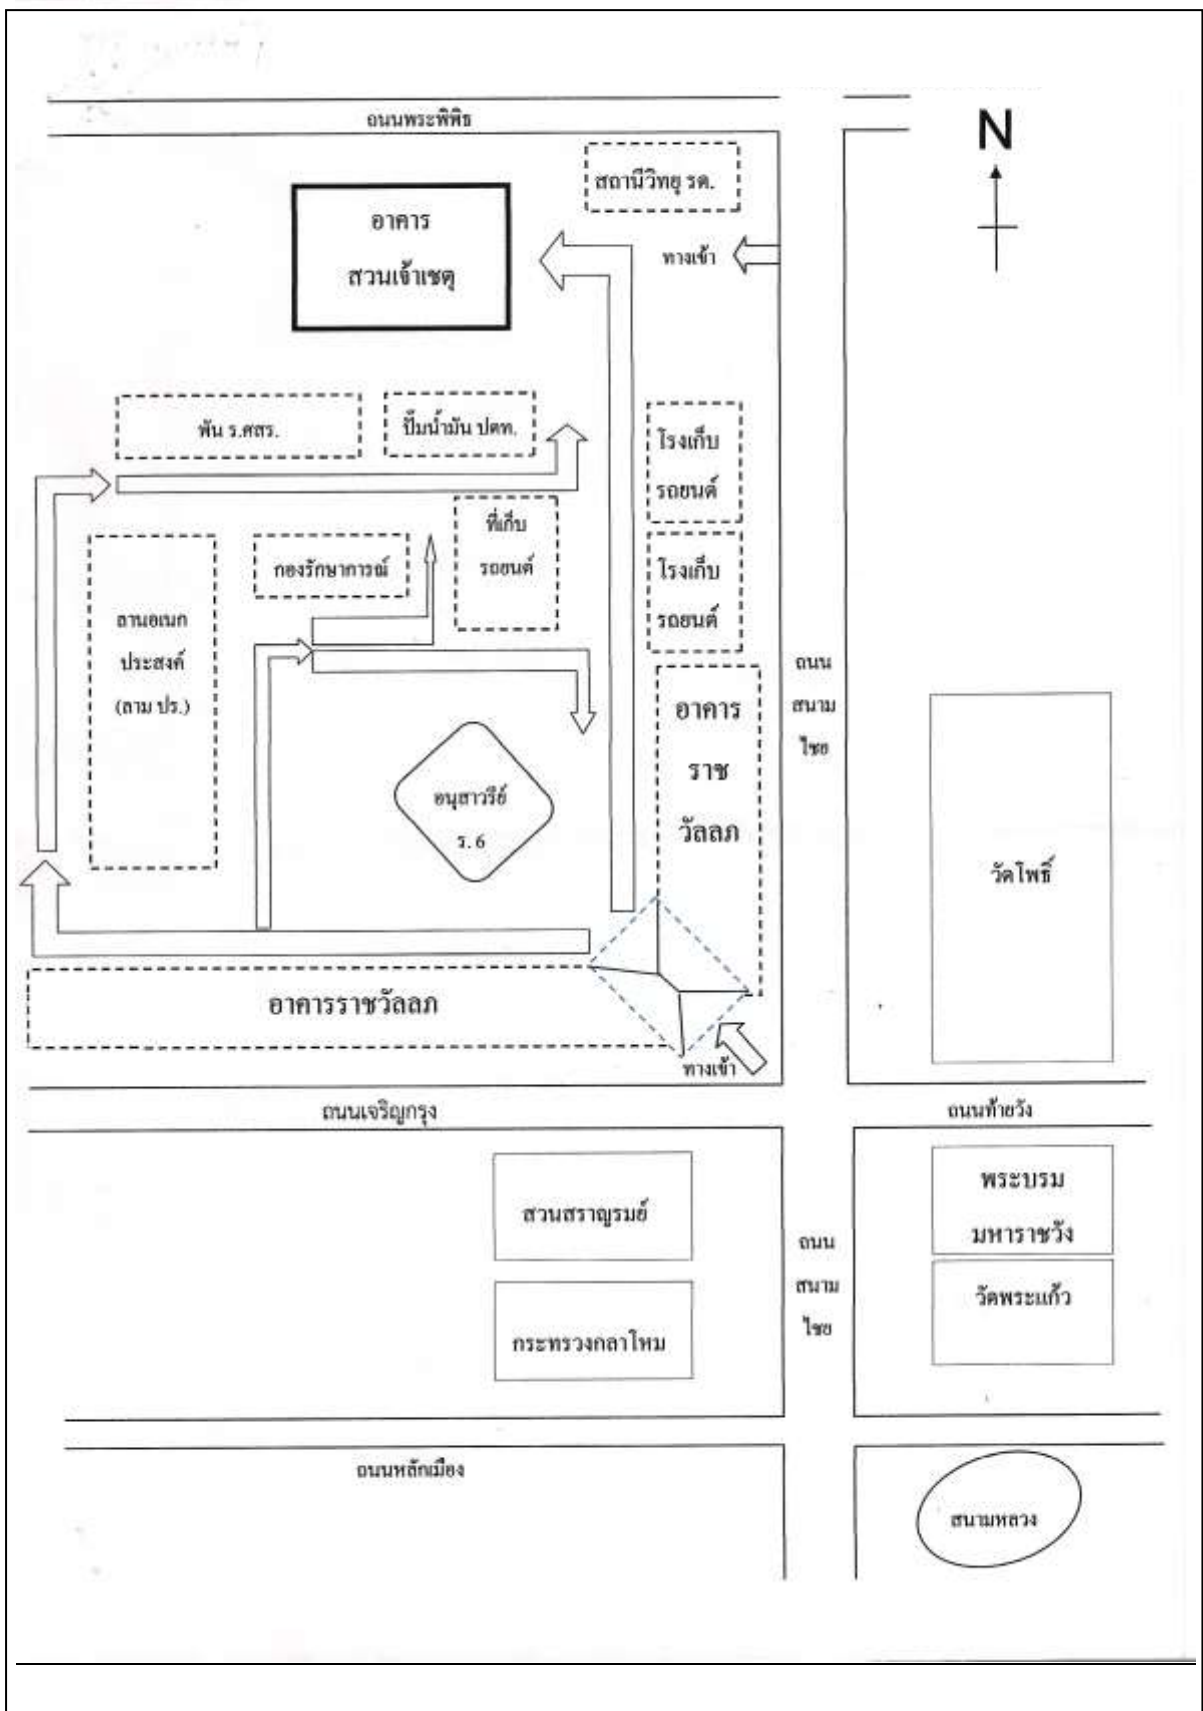 ถนนพระพิพิธ
N
สถานีวิทยุ รด.
อาคาร
สวนเจ้าเชตุ
ทางเข้า
พัน ร.ศสร.
ปั๊มน้ำมัน ปตท.
โรงเก็บ
รถยนต์
ที่เก็บ
รถยนต์
กองรักษาการณ์
โรงเก็บ
รถยนต์
ลานอเนก
ประสงค์
(ลาม ปร.)
ถนน
สนาม
ไชย
อาคาร
ราช
วัลลภ
อนุสาวรีย์
ร. 6
วัดโพธิ์
อาคารราชวัลลภ
ทางเข้า
ถนนเจริญกรุง
ถนนท้ายวัง
สวนสราญรมย์
พระบรม
มหาราชวัง
ถนน
สนาม
ไชย
วัดพระแก้ว
กระทรวงกลาโหม
ถนนหลักเมือง
สนามหลวง